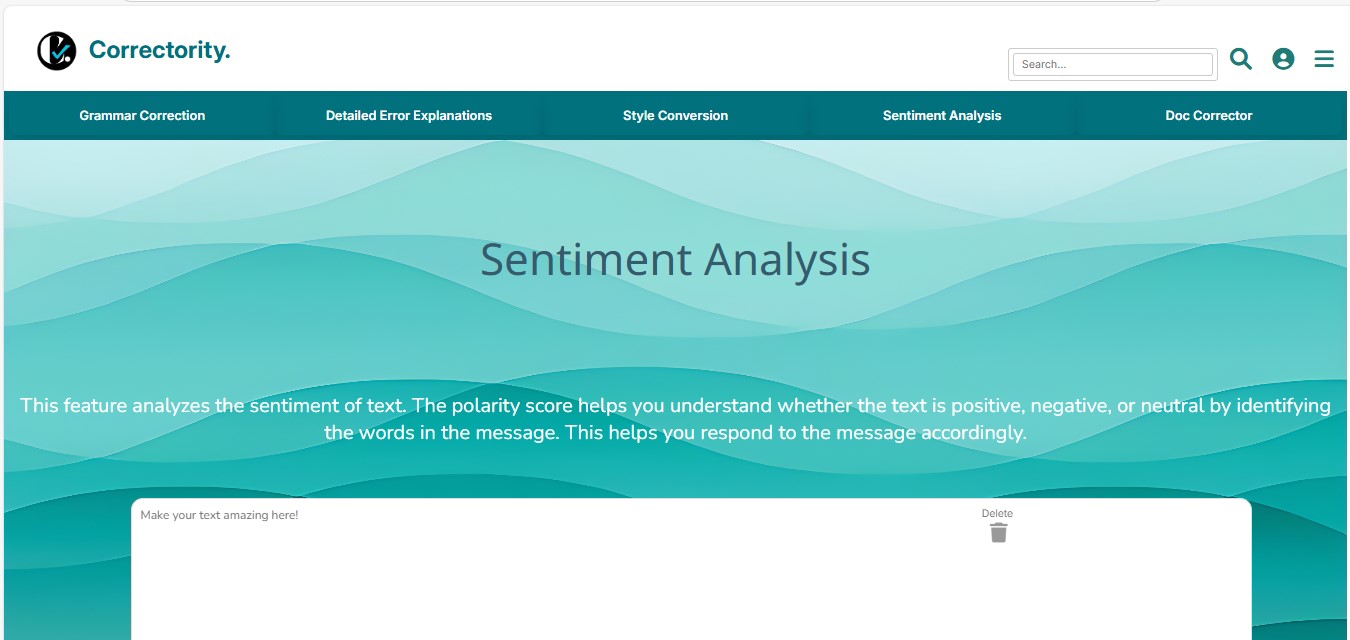 Correctority.
Search...
Grammar Correction
Detailed Error Explanations
Style Conversion
Sentiment Analysis
Doc Corrector
Sentiment Analysis
This feature analyzes the sentiment of text. The polarity score helps you understand whether the text is positive, negative, or neutral by identifying
the words in the message. This helps you respond to the message accordingly.
Make your text amazing here!
Delete